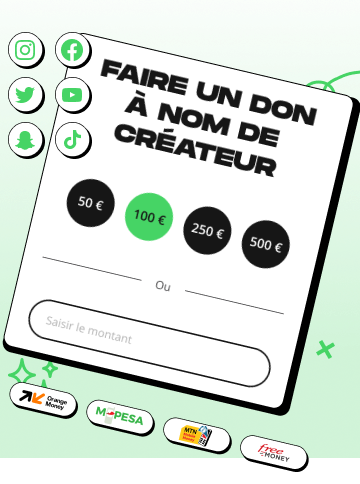 FAIRE UN DON
À NOM DE
CRÉATEUR
50 €
100 €
250 €
500 €
Ou
Saisir le montant
Orange
Money
M-PESA
MTN
Mobile
Money
free
MONEY